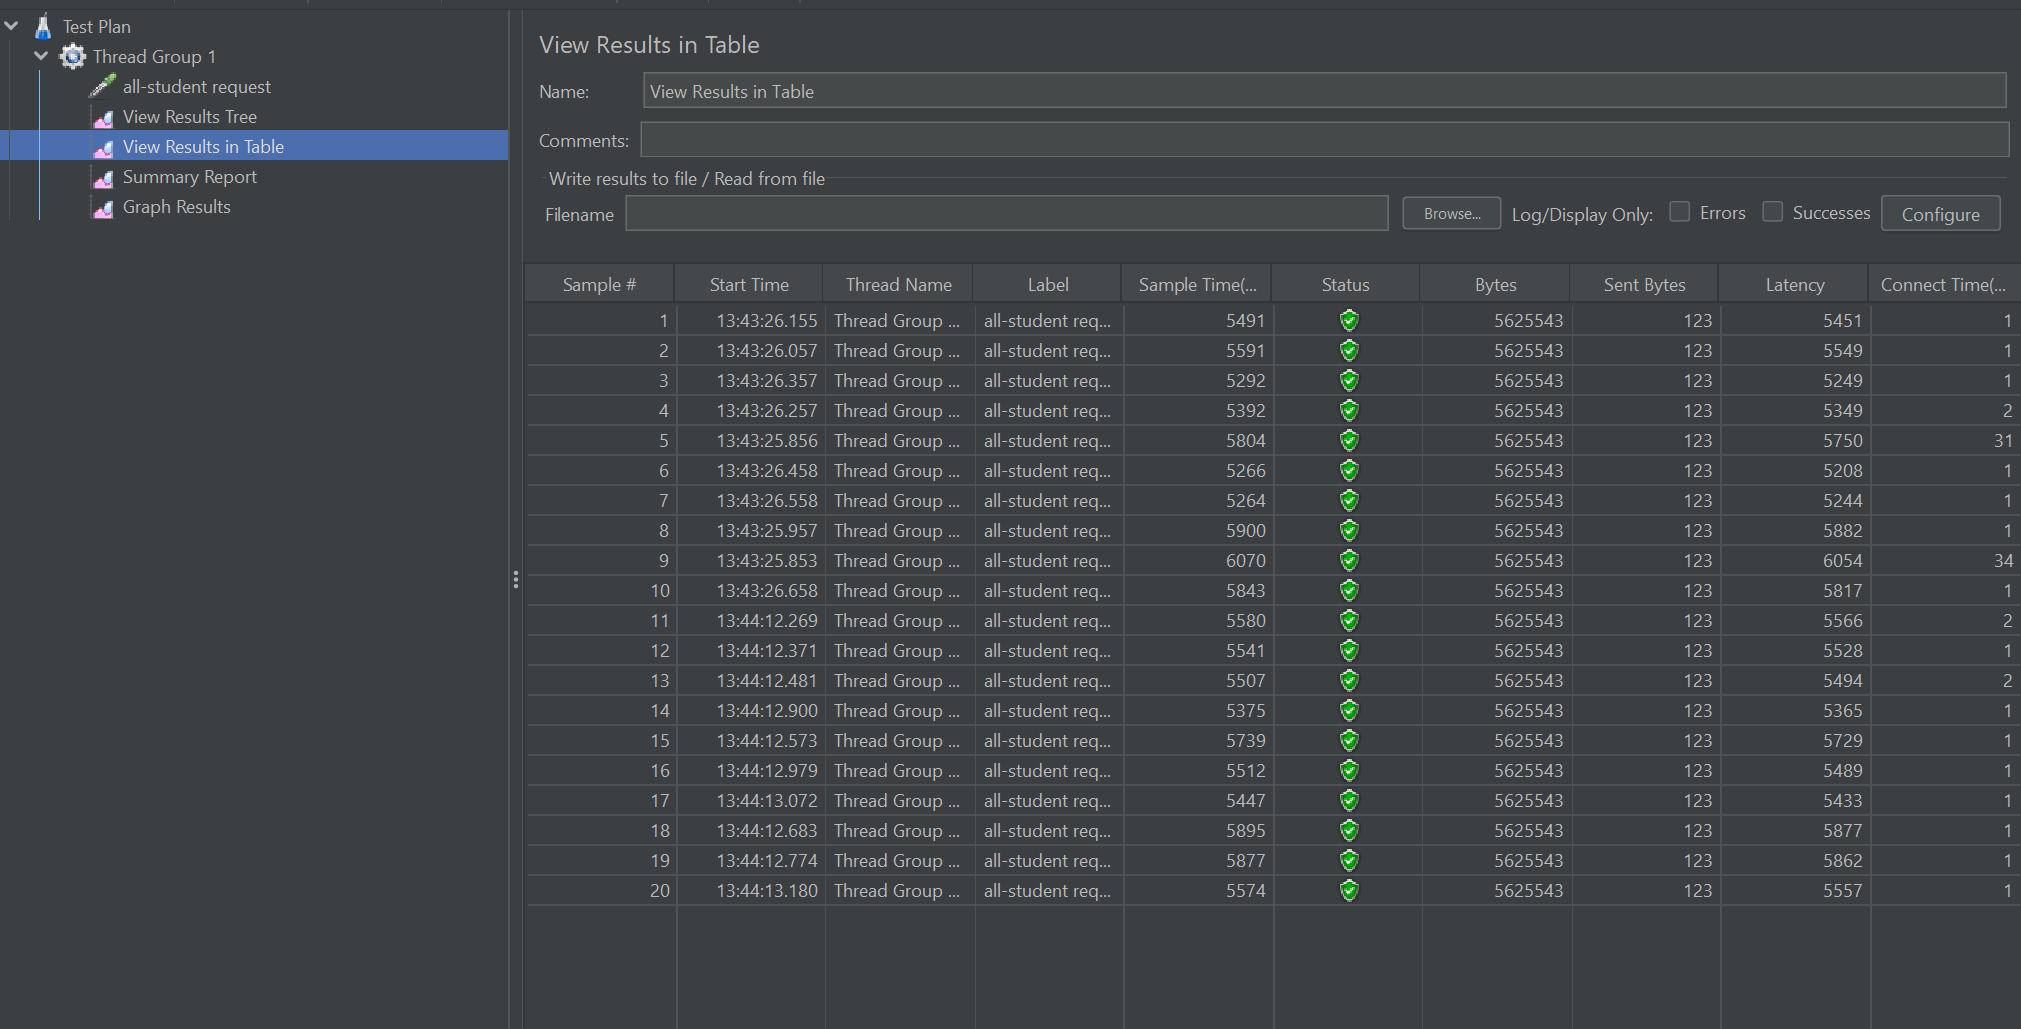 Test Plan
Thread Group 1
all-student request
View Results Tree
View Results in Table
Summary Report
Graph Results
View Results in Table
Name: View Results in Table
Comments:
Write results to file / Read from file
Filename Browse... Log/Display Only: Errors Successes Configure
Sample # Start Time Thread Name Label Sample Time(... Status Bytes Sent Bytes Latency Connect Time(...
1 13:43:26.155 Thread Group ... all-student req... 5491 5625543 123 5451 1
2 13:43:26.057 Thread Group ... all-student req... 5591 5625543 123 5549 1
3 13:43:26.357 Thread Group ... all-student req... 5292 5625543 123 5249 1
4 13:43:26.257 Thread Group ... all-student req... 5392 5625543 123 5349 2
5 13:43:25.856 Thread Group ... all-student req... 5804 5625543 123 5750 31
6 13:43:26.458 Thread Group ... all-student req... 5266 5625543 123 5208 1
7 13:43:26.558 Thread Group ... all-student req... 5264 5625543 123 5244 1
8 13:43:25.957 Thread Group ... all-student req... 5900 5625543 123 5882 1
9 13:43:25.853 Thread Group ... all-student req... 6070 5625543 123 6054 34
10 13:43:26.658 Thread Group ... all-student req... 5843 5625543 123 5817 1
11 13:44:12.269 Thread Group ... all-student req... 5580 5625543 123 5566 2
12 13:44:12.371 Thread Group ... all-student req... 5541 5625543 123 5528 1
13 13:44:12.481 Thread Group ... all-student req... 5507 5625543 123 5494 2
14 13:44:12.900 Thread Group ... all-student req... 5375 5625543 123 5365 1
15 13:44:12.573 Thread Group ... all-student req... 5739 5625543 123 5729 1
16 13:44:12.979 Thread Group ... all-student req... 5512 5625543 123 5489 1
17 13:44:13.072 Thread Group ... all-student req... 5447 5625543 123 5433 1
18 13:44:12.683 Thread Group ... all-student req... 5895 5625543 123 5877 1
19 13:44:12.774 Thread Group ... all-student req... 5877 5625543 123 5862 1
20 13:44:13.180 Thread Group ... all-student req... 5574 5625543 123 5557 1